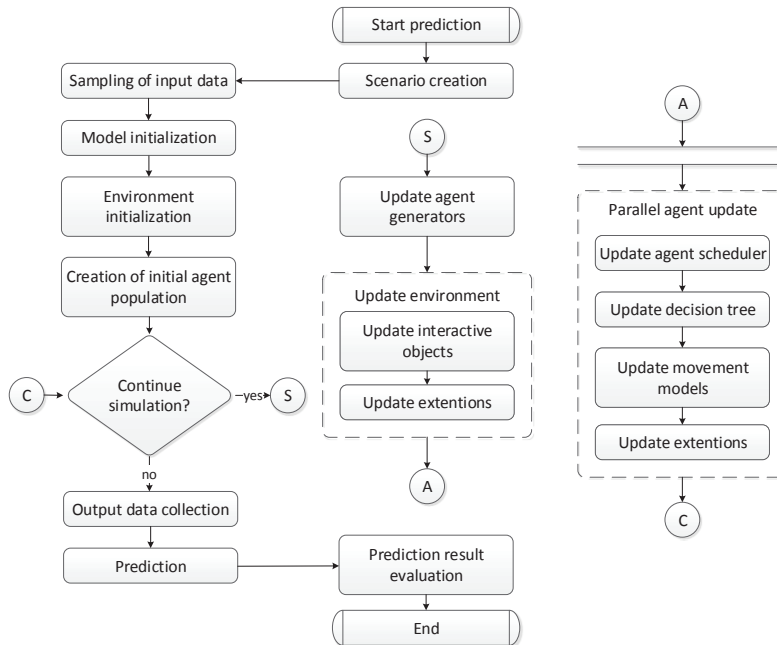 Start prediction
Scenario creation
Sampling of input data
Model initialization
Environment
initialization
Creation of initial agent
population
C
Continue
simulation?
yes
S
no
Output data collection
Prediction
Prediction result
evaluation
End
S
Update agent
generators
Update environment
Update interactive
objects
Update extentions
A
A
Parallel agent update
Update agent scheduler
Update decision tree
Update movement
models
Update extentions
C